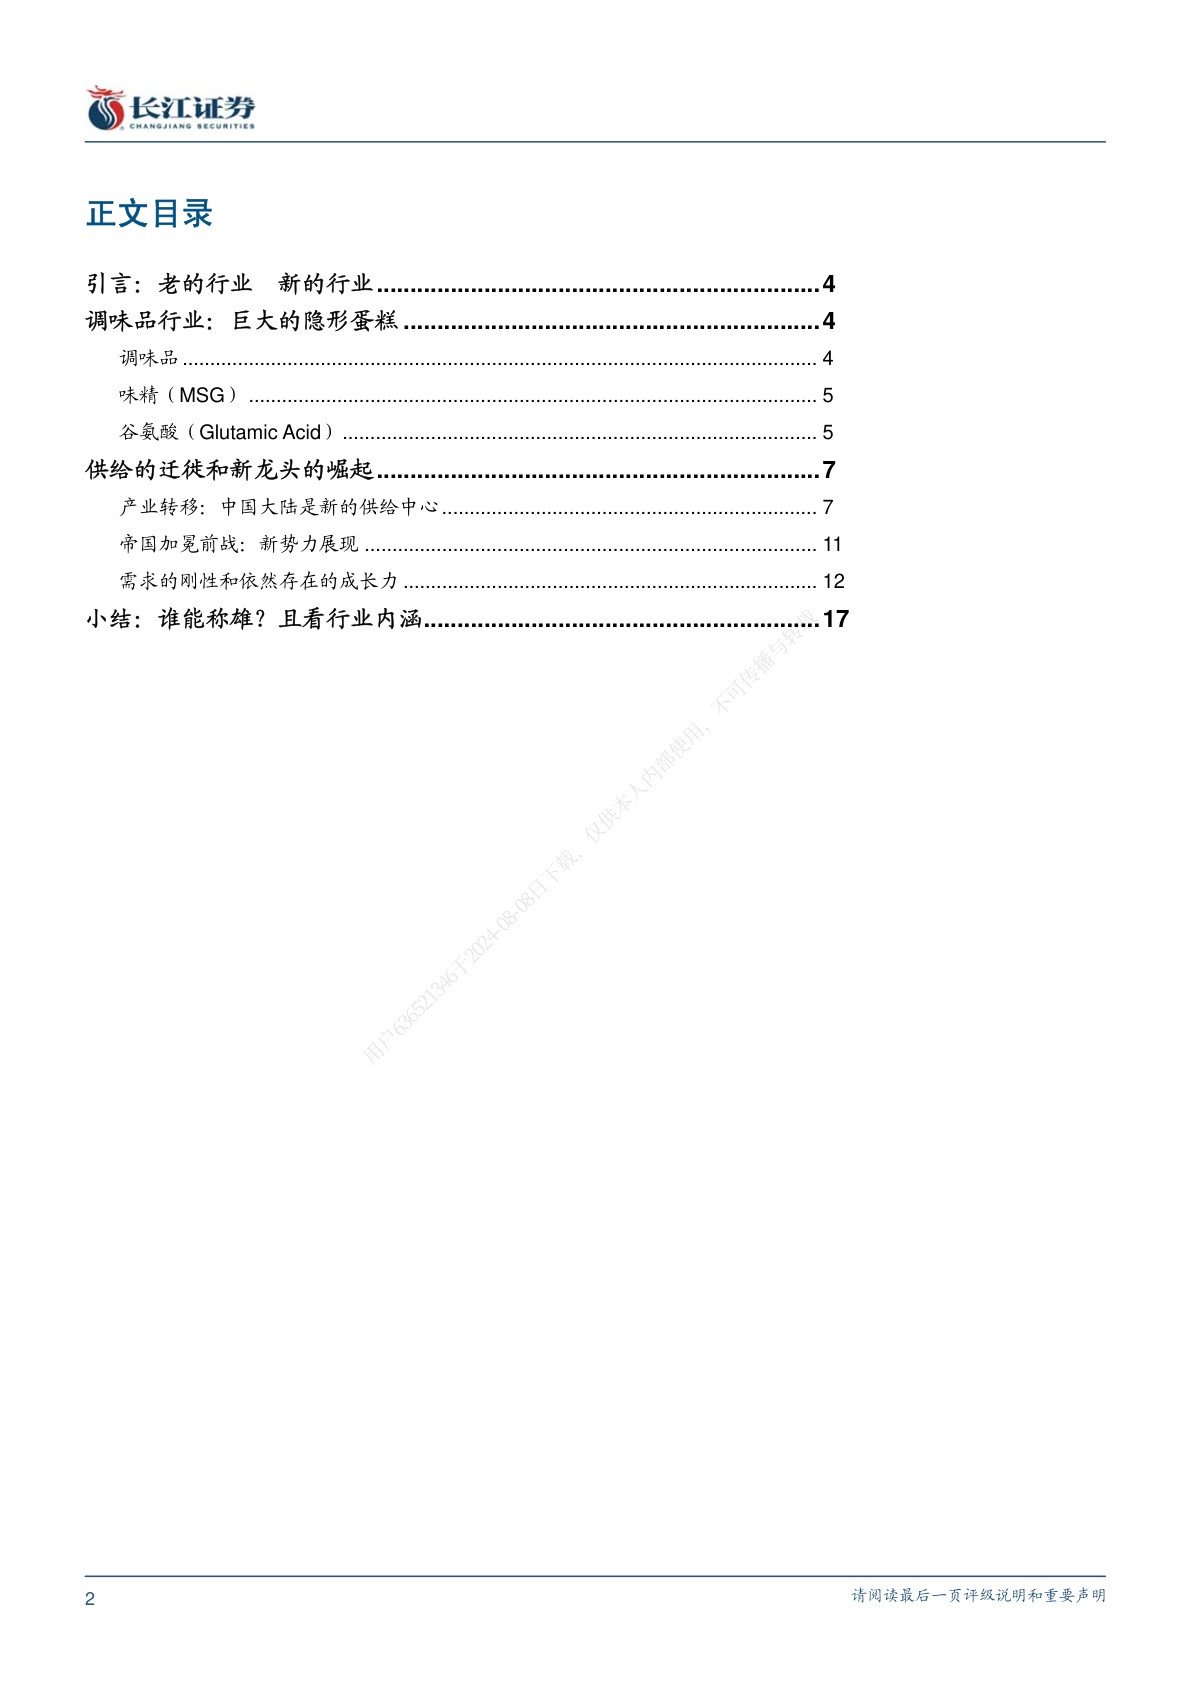 长江证券
CHANGJIANG SECURITIES
正文目录
引言：老的行业　新的行业....................................................................4
调味品行业：巨大的隐形蛋糕................................................................4
调味品.................................................................................................................... 4
味精（MSG）........................................................................................................ 5
谷氨酸（Glutamic Acid）...................................................................................... 5
供给的迁徙和新龙头的崛起....................................................................7
产业转移：中国大陆是新的供给中心.................................................................... 7
帝国加冕前战：新势力展现.................................................................................. 11
需求的刚性和依然存在的成长力........................................................................... 12
小结：谁能称雄？且看行业内涵............................................................17
用户636521346于2024-08-08日下载，仅供本人内部使用，不可传播与转载
2
请阅读最后一页评级说明和重要声明